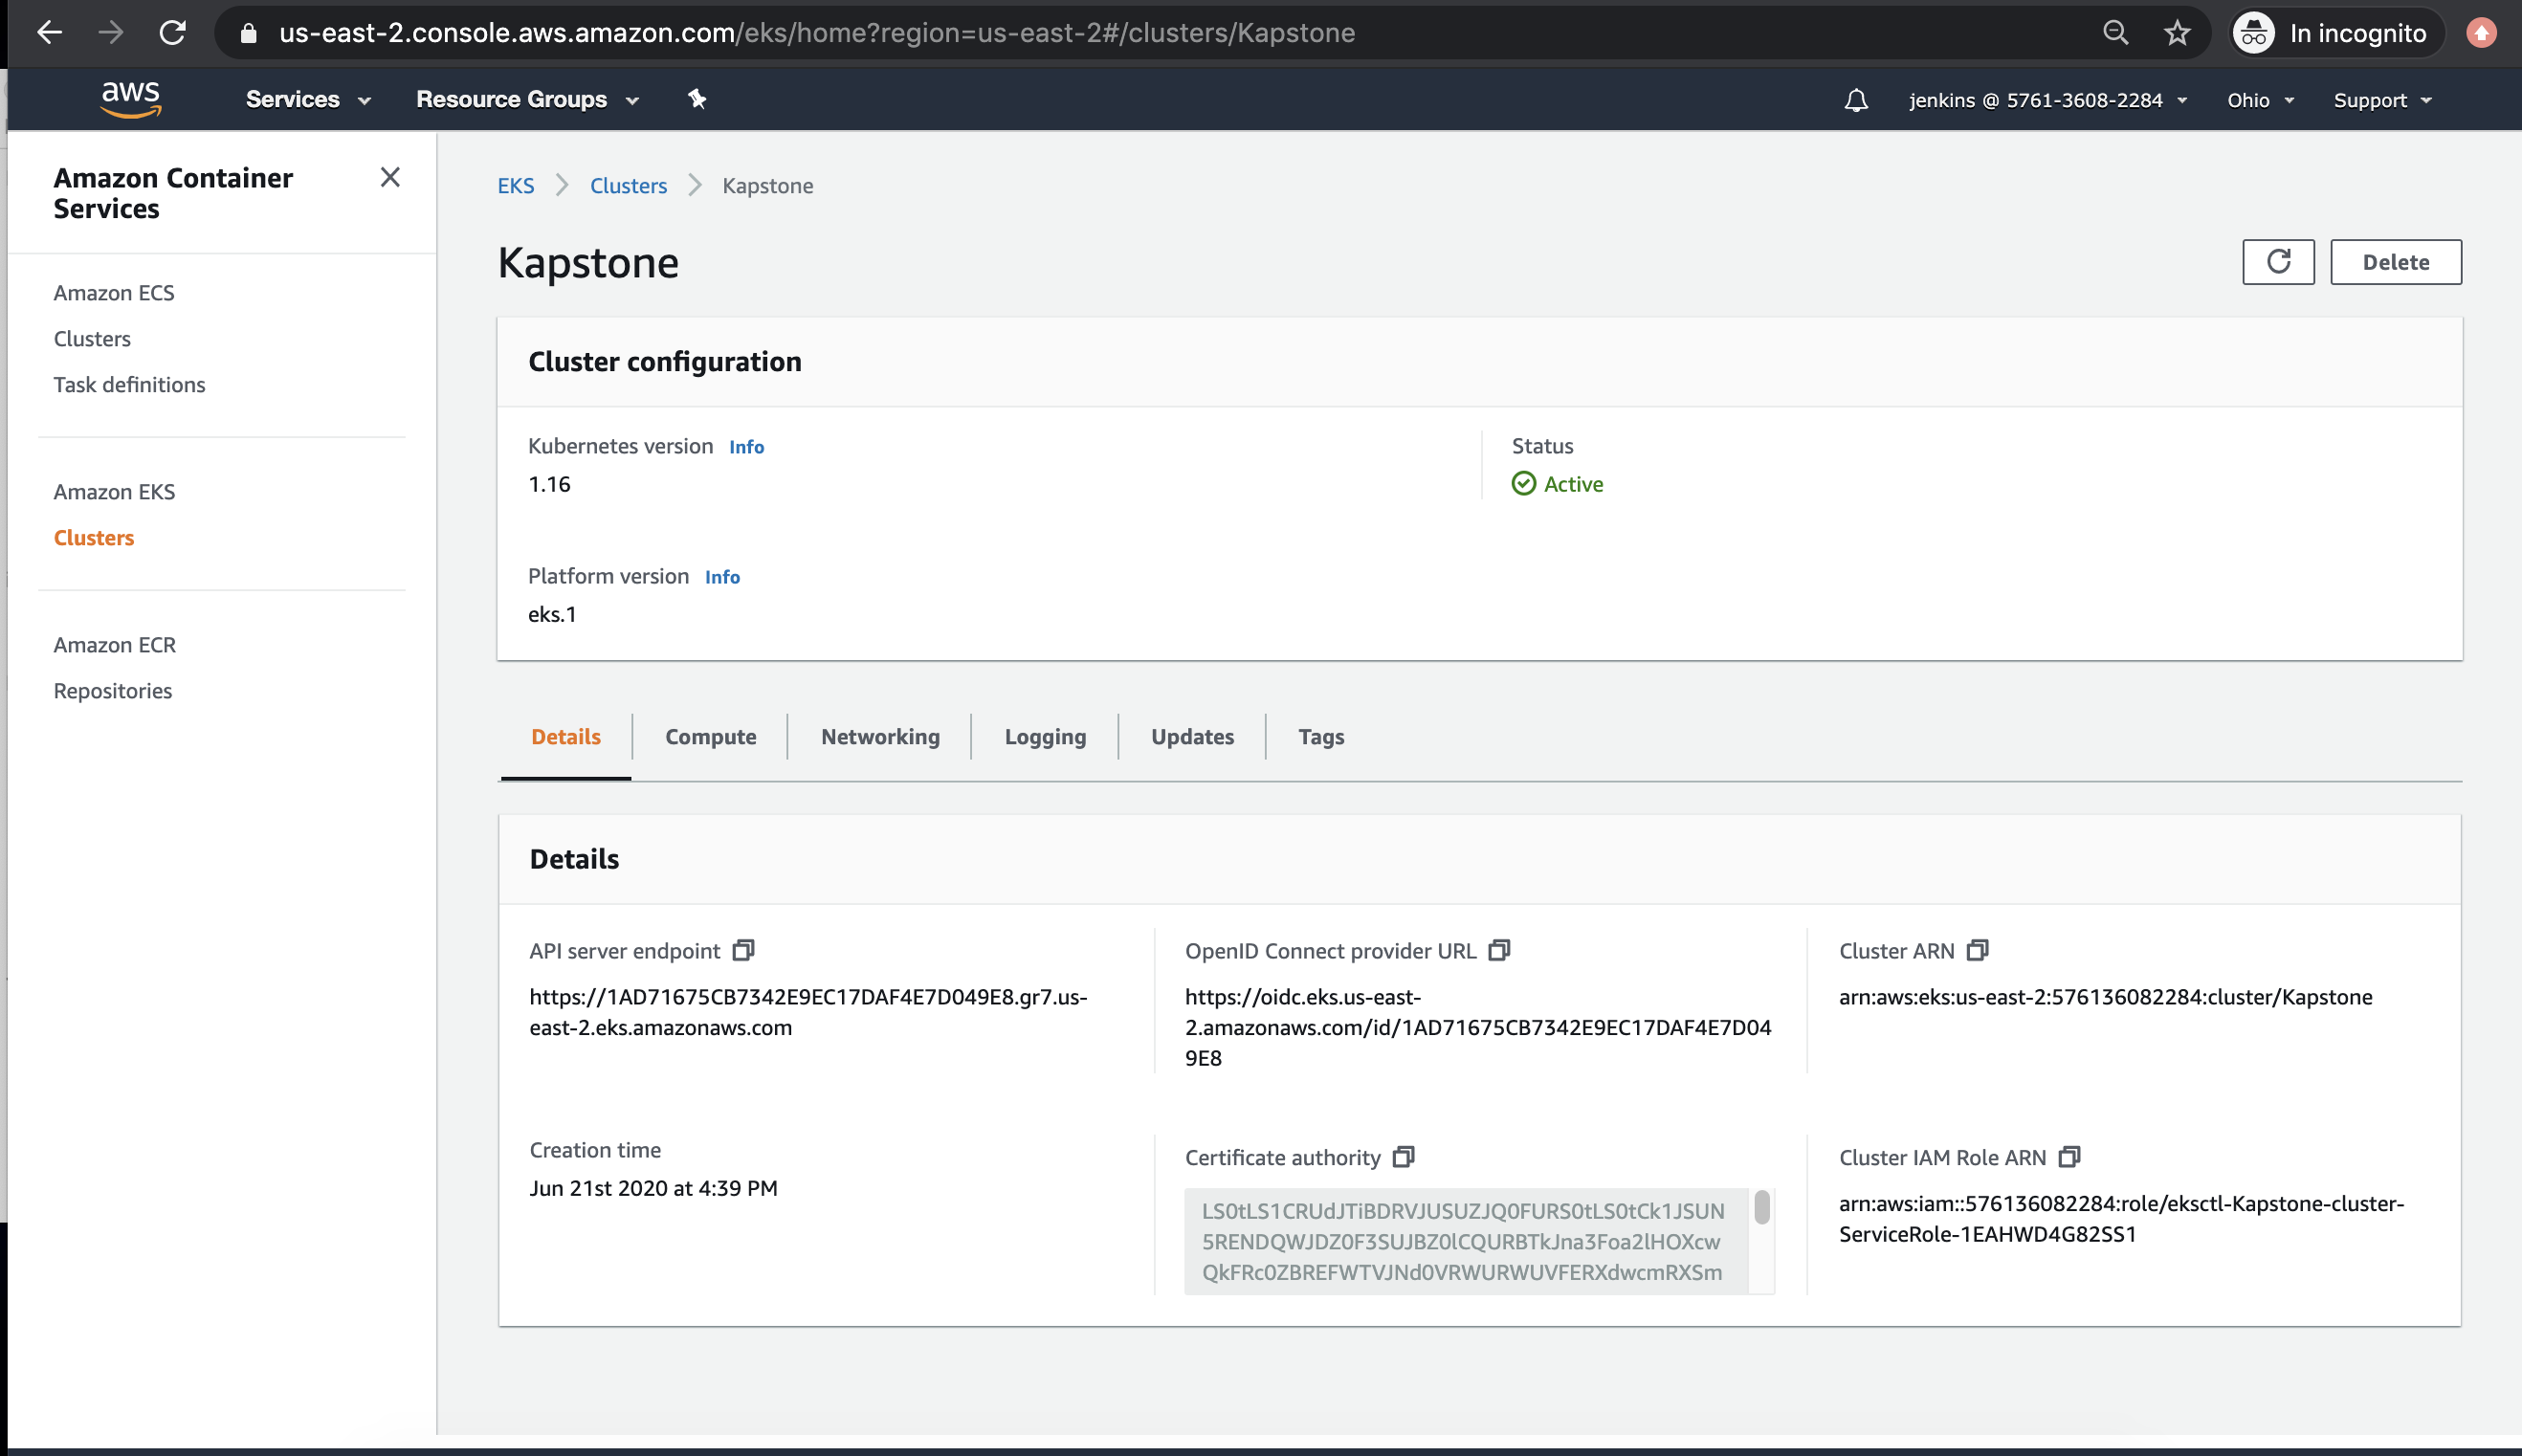 us-east-2.console.aws.amazon.com/eks/home?region=us-east-2#/clusters/Kapstone
In incognito
aws
Services
Resource Groups
jenkins @ 5761-3608-2284
Ohio
Support
Amazon Container
Services
Amazon ECS
Clusters
Task definitions
Amazon EKS
Clusters
Amazon ECR
Repositories
EKS
Clusters
Kapstone
Kapstone
Delete
Cluster configuration
Kubernetes version Info
1.16
Status
Active
Platform version Info
eks.1
Details
Compute
Networking
Logging
Updates
Tags
Details
API server endpoint
https://1AD71675CB7342E9EC17DAF4E7D049E8.gr7.us-
east-2.eks.amazonaws.com
OpenID Connect provider URL
https://oidc.eks.us-east-
2.amazonaws.com/id/1AD71675CB7342E9EC17DAF4E7D04
9E8
Cluster ARN
arn:aws:eks:us-east-2:576136082284:cluster/Kapstone
Creation time
Jun 21st 2020 at 4:39 PM
Certificate authority
LS0tLS1CRUdJTiBDRVJUSUZJQ0FURS0tLS0tCk1JSUN
5RENDQWJDZ0F3SUJBZ0lCQURBTkJna3Foa2lHOXcw
QkFRc0ZBREFWTVJNd0VRWURWUVFERXdwcmRXSm
Cluster IAM Role ARN
arn:aws:iam::576136082284:role/eksctl-Kapstone-cluster-
ServiceRole-1EAHWD4G82SS1